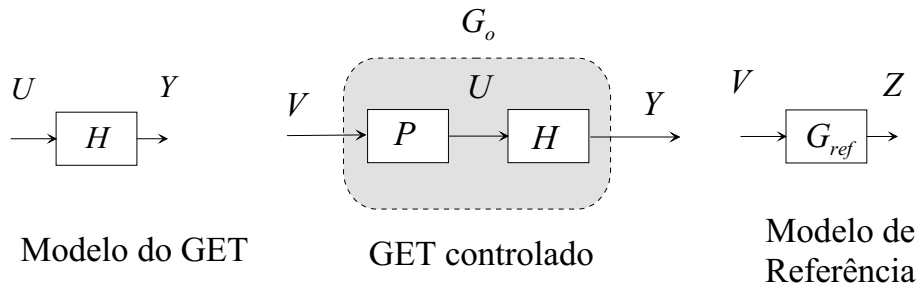 G_o
U
Y
H
Modelo do GET
V
P
U
H
Y
GET controlado
V
Z
G_ref
Modelo de
Referência